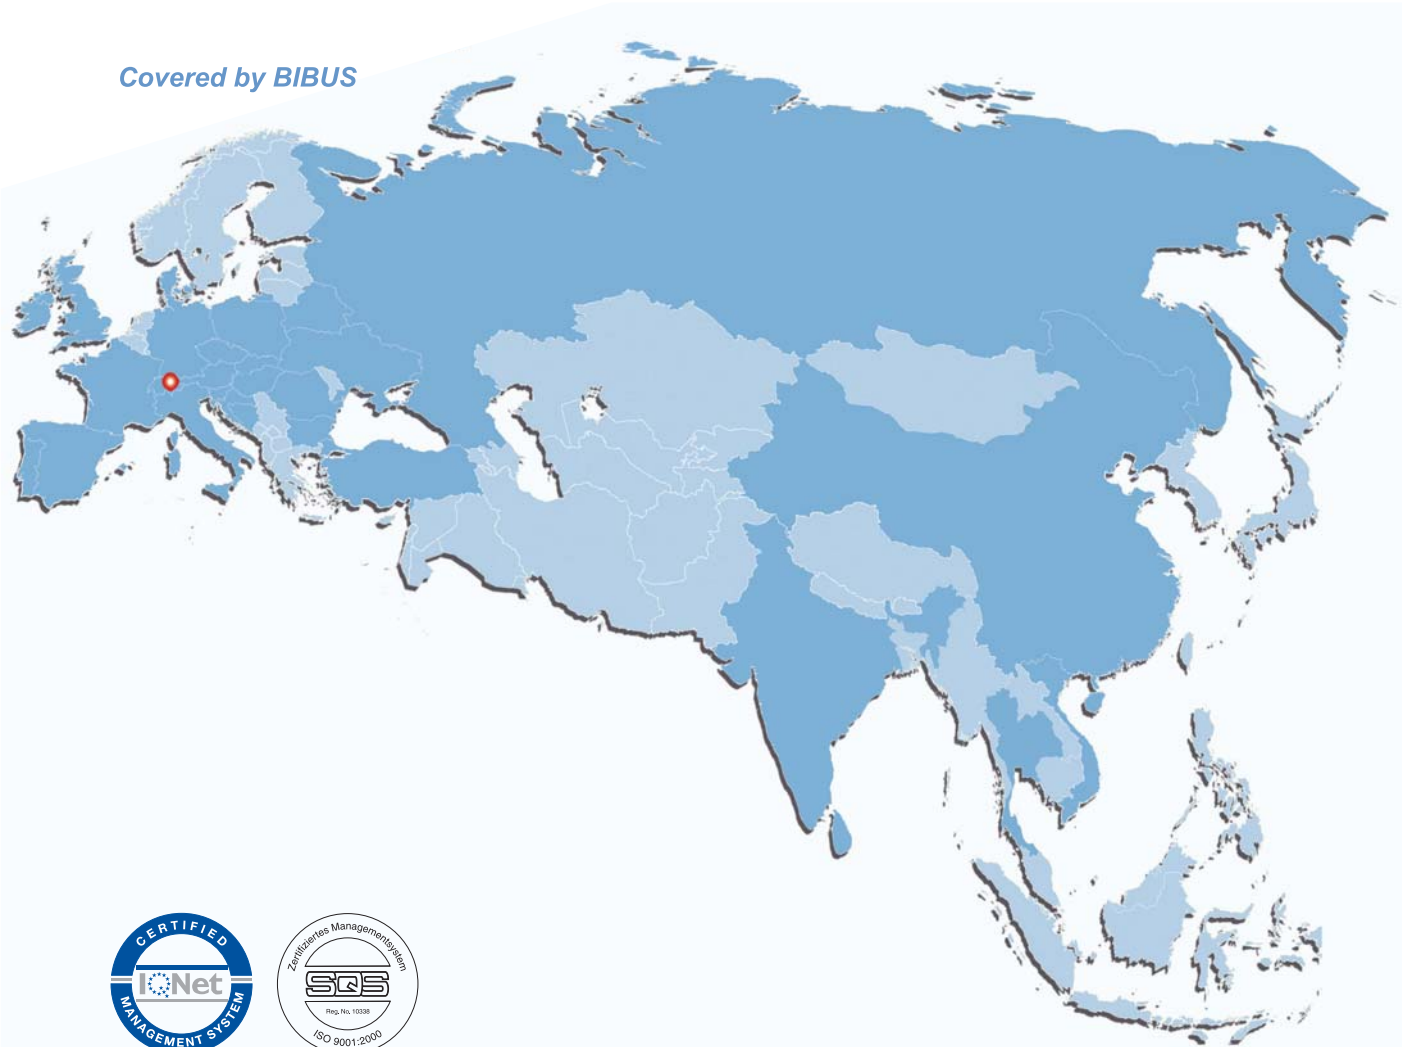 Covered by BIBUS
CERTIFIED
IQNet
MANAGEMENT SYSTEM
Zertifiziertes Managementsystem
SQS
Reg. No. 10338
ISO 9001:2000